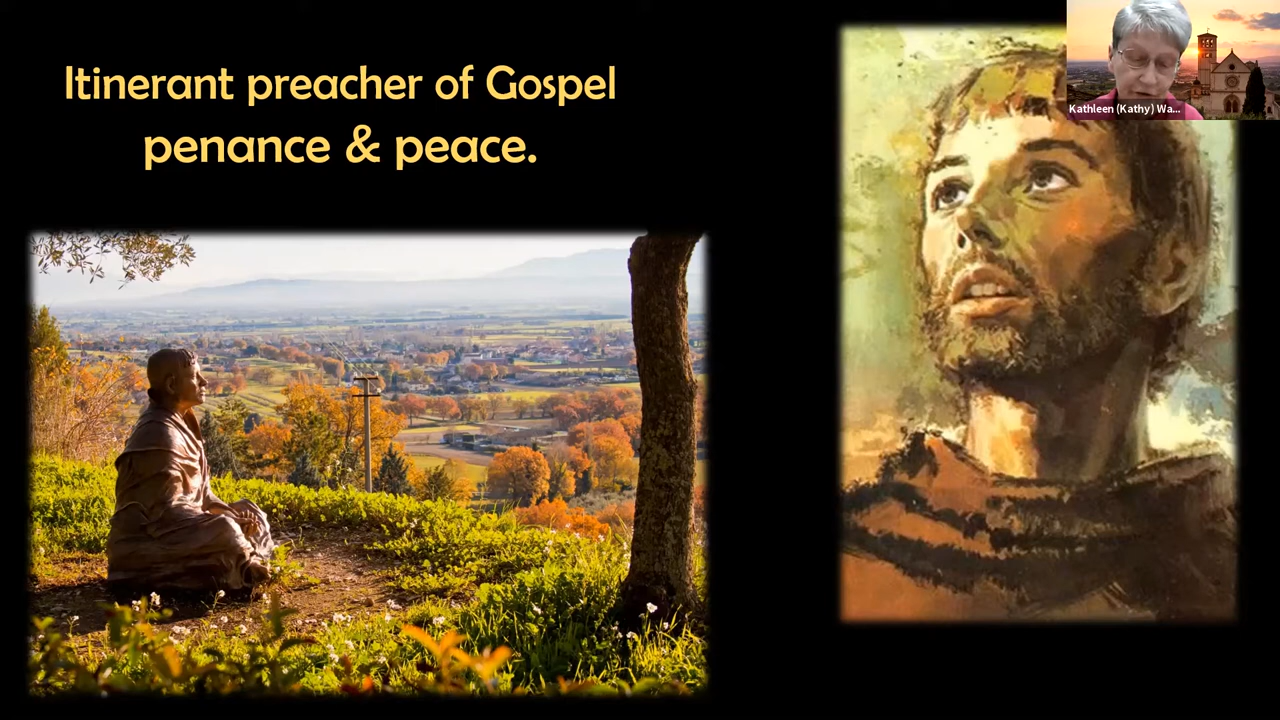 Itinerant preacher of Gospel
penance & peace.
Kathleen (Kathy) Wa...